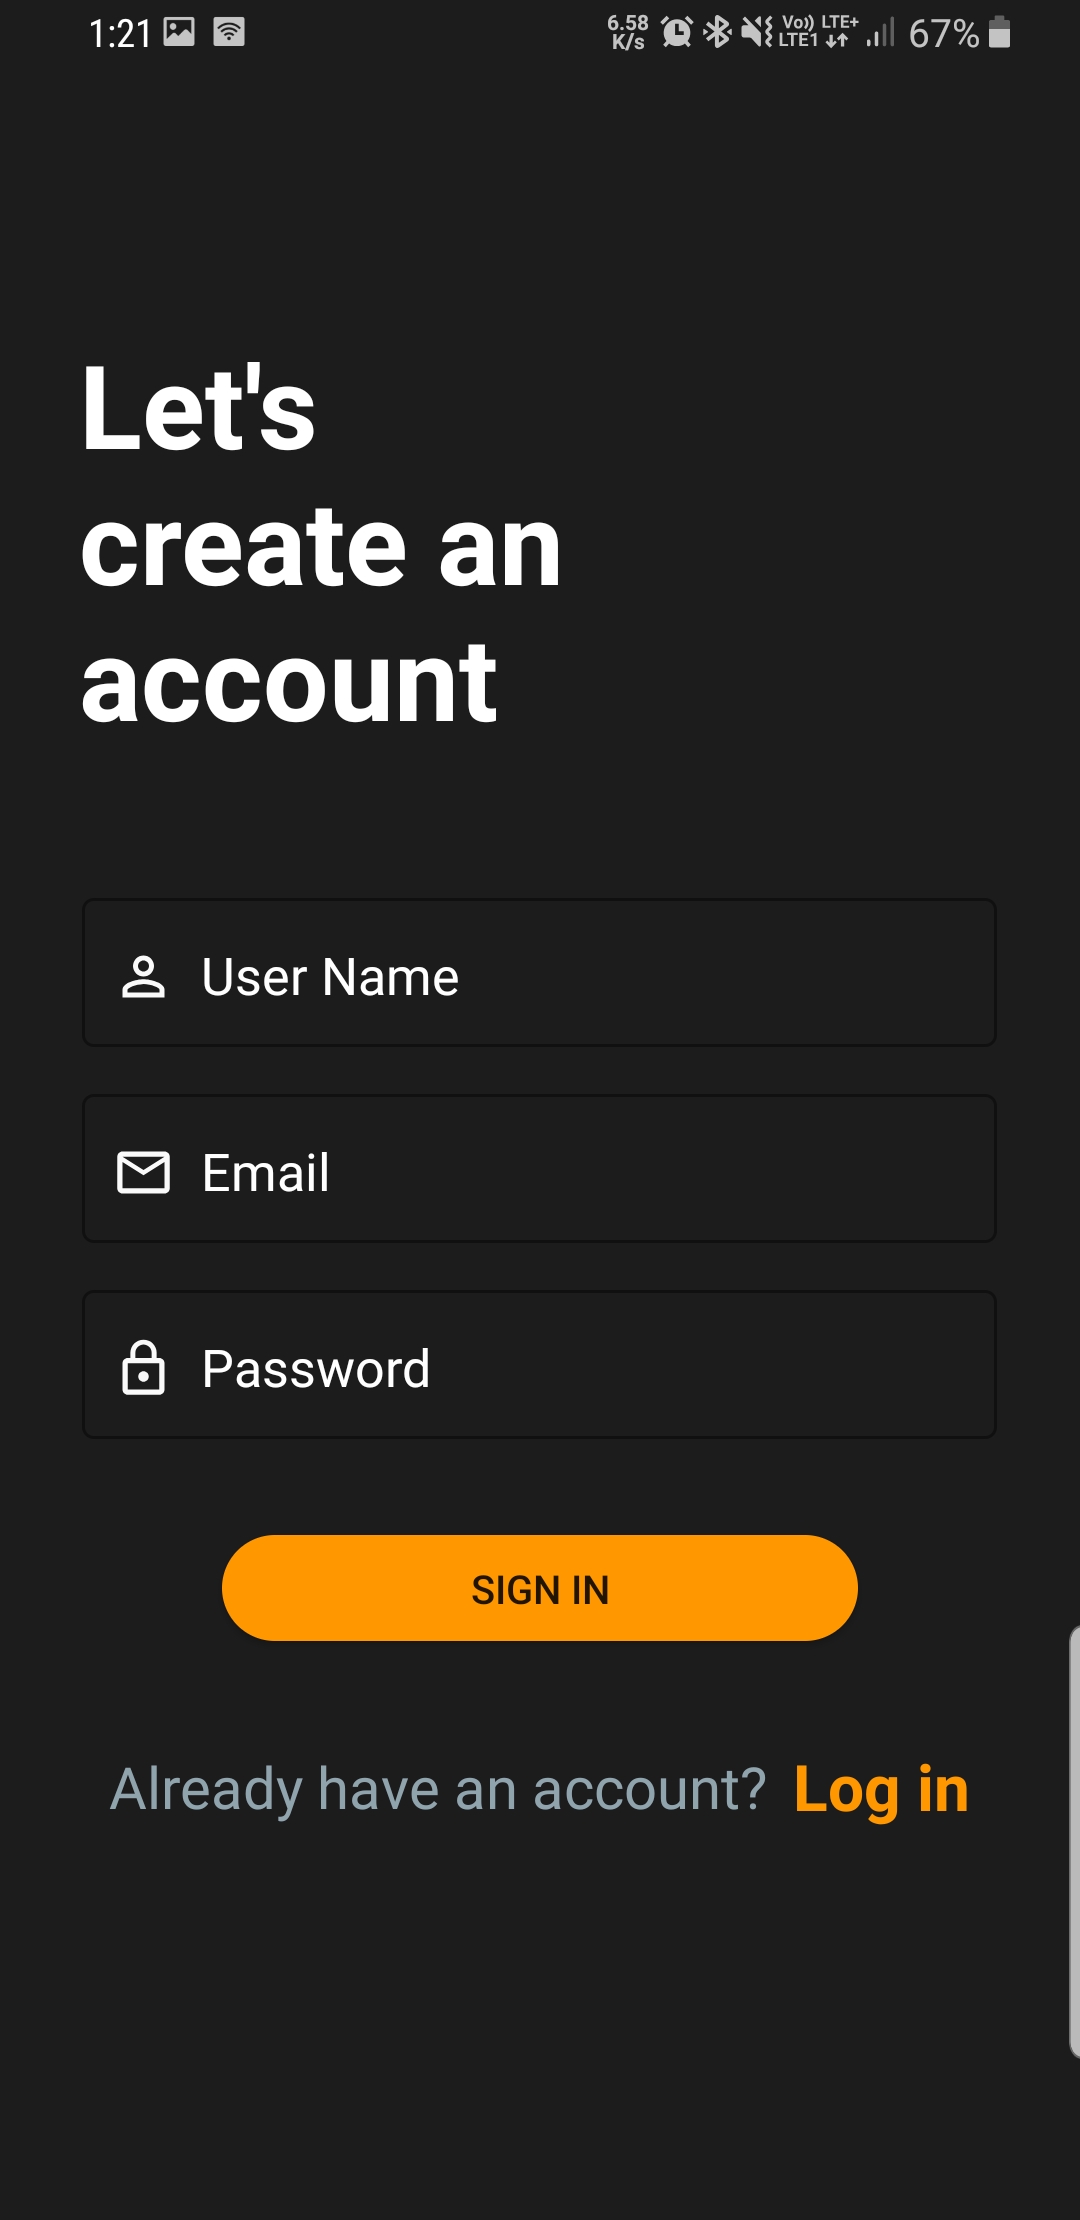 1:21 6.58 K/s Vo)) LTE1 LTE+ 67%
Let's
create an
account
User Name
Email
Password
SIGN IN
Already have an account? Log in